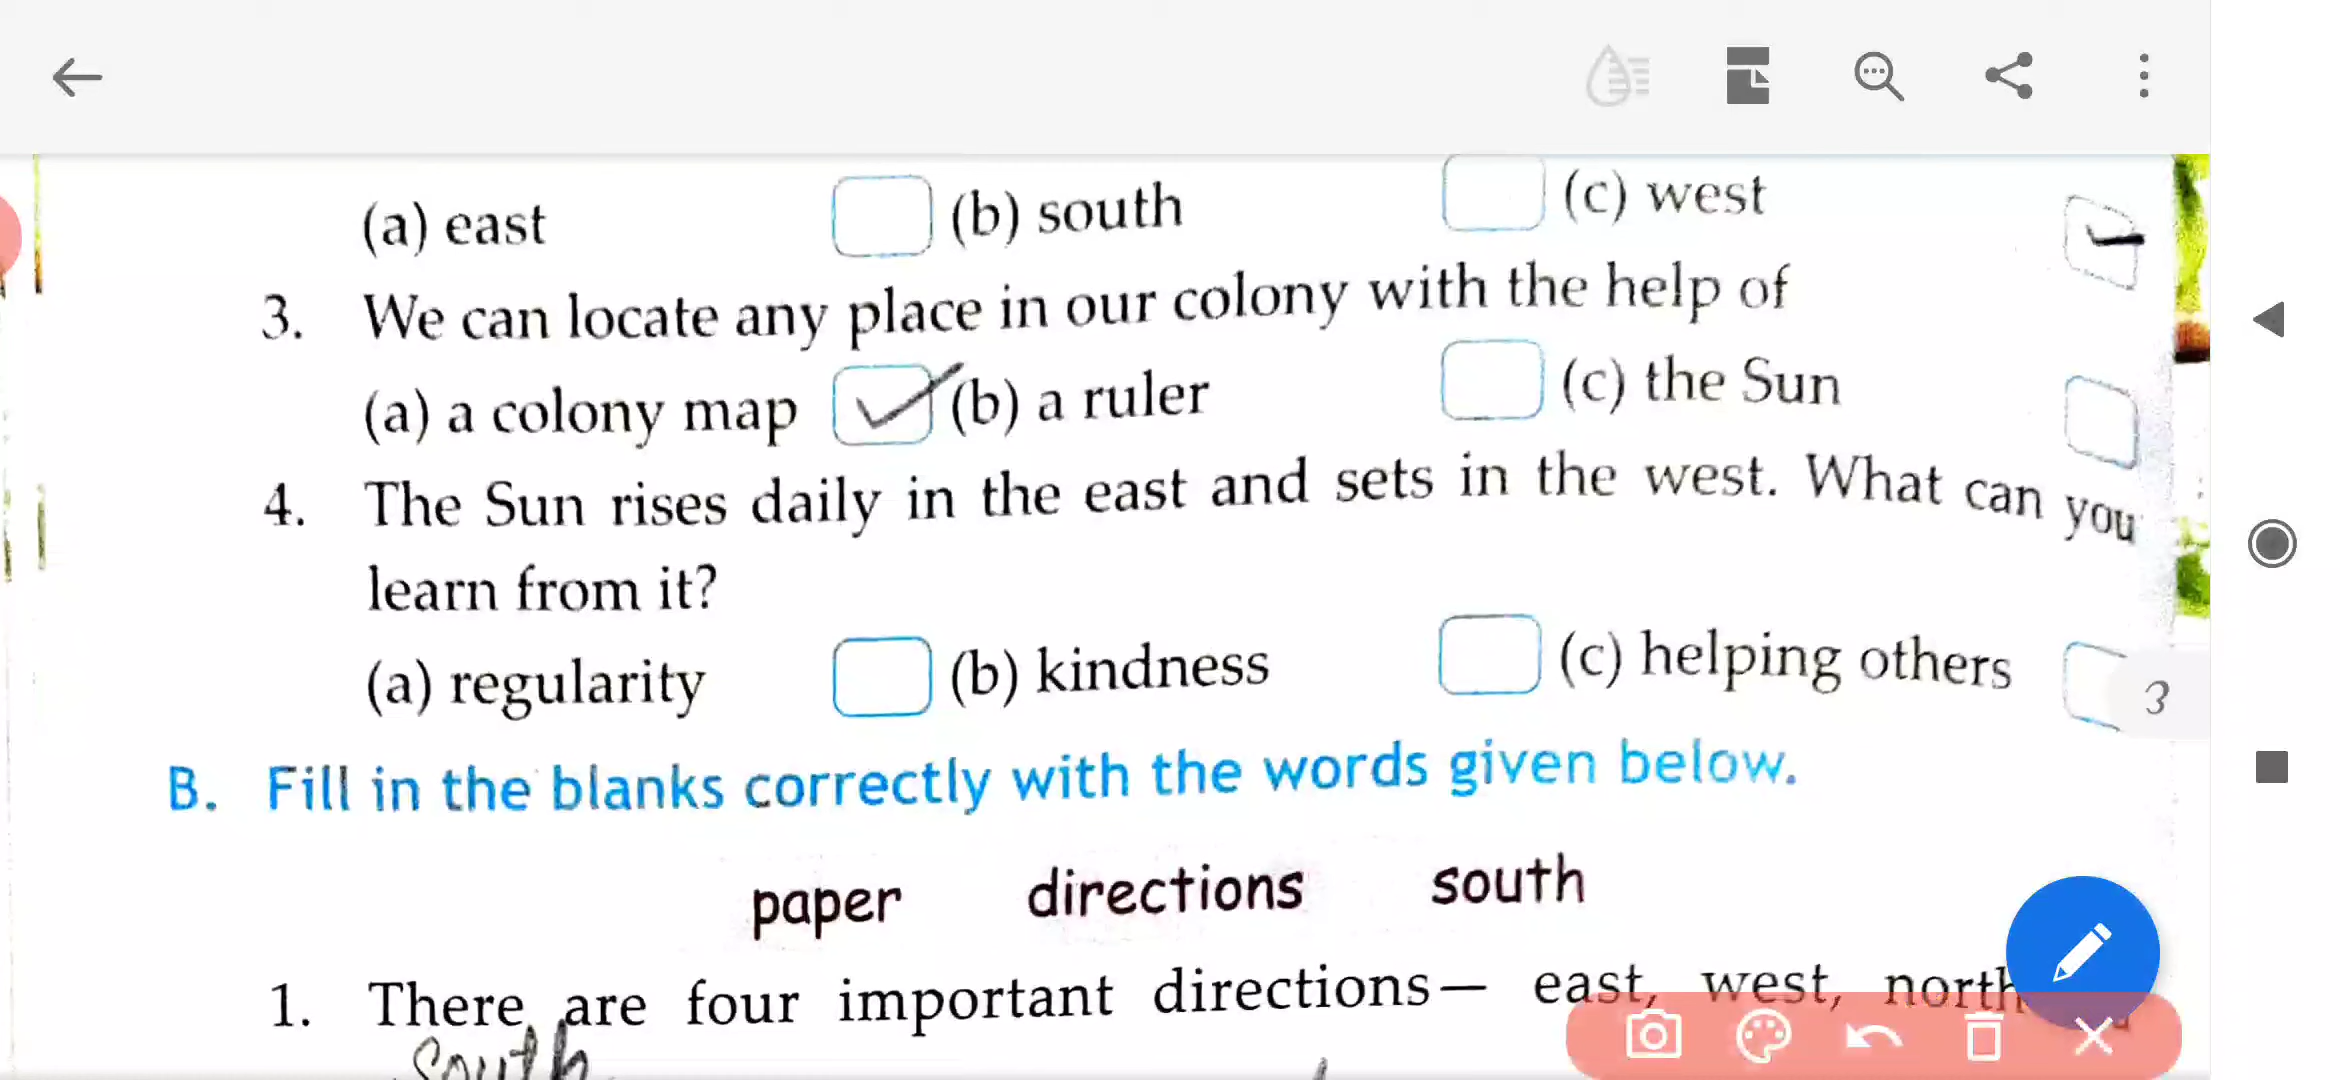 (a) east (b) south (c) west
3. We can locate any place in our colony with the help of
(a) a colony map (b) a ruler (c) the Sun
4. The Sun rises daily in the east and sets in the west. What can you
learn from it?
(a) regularity (b) kindness (c) helping others
3
B. Fill in the blanks correctly with the words given below.
paper directions south
1. There are four important directions— east, west, north
South